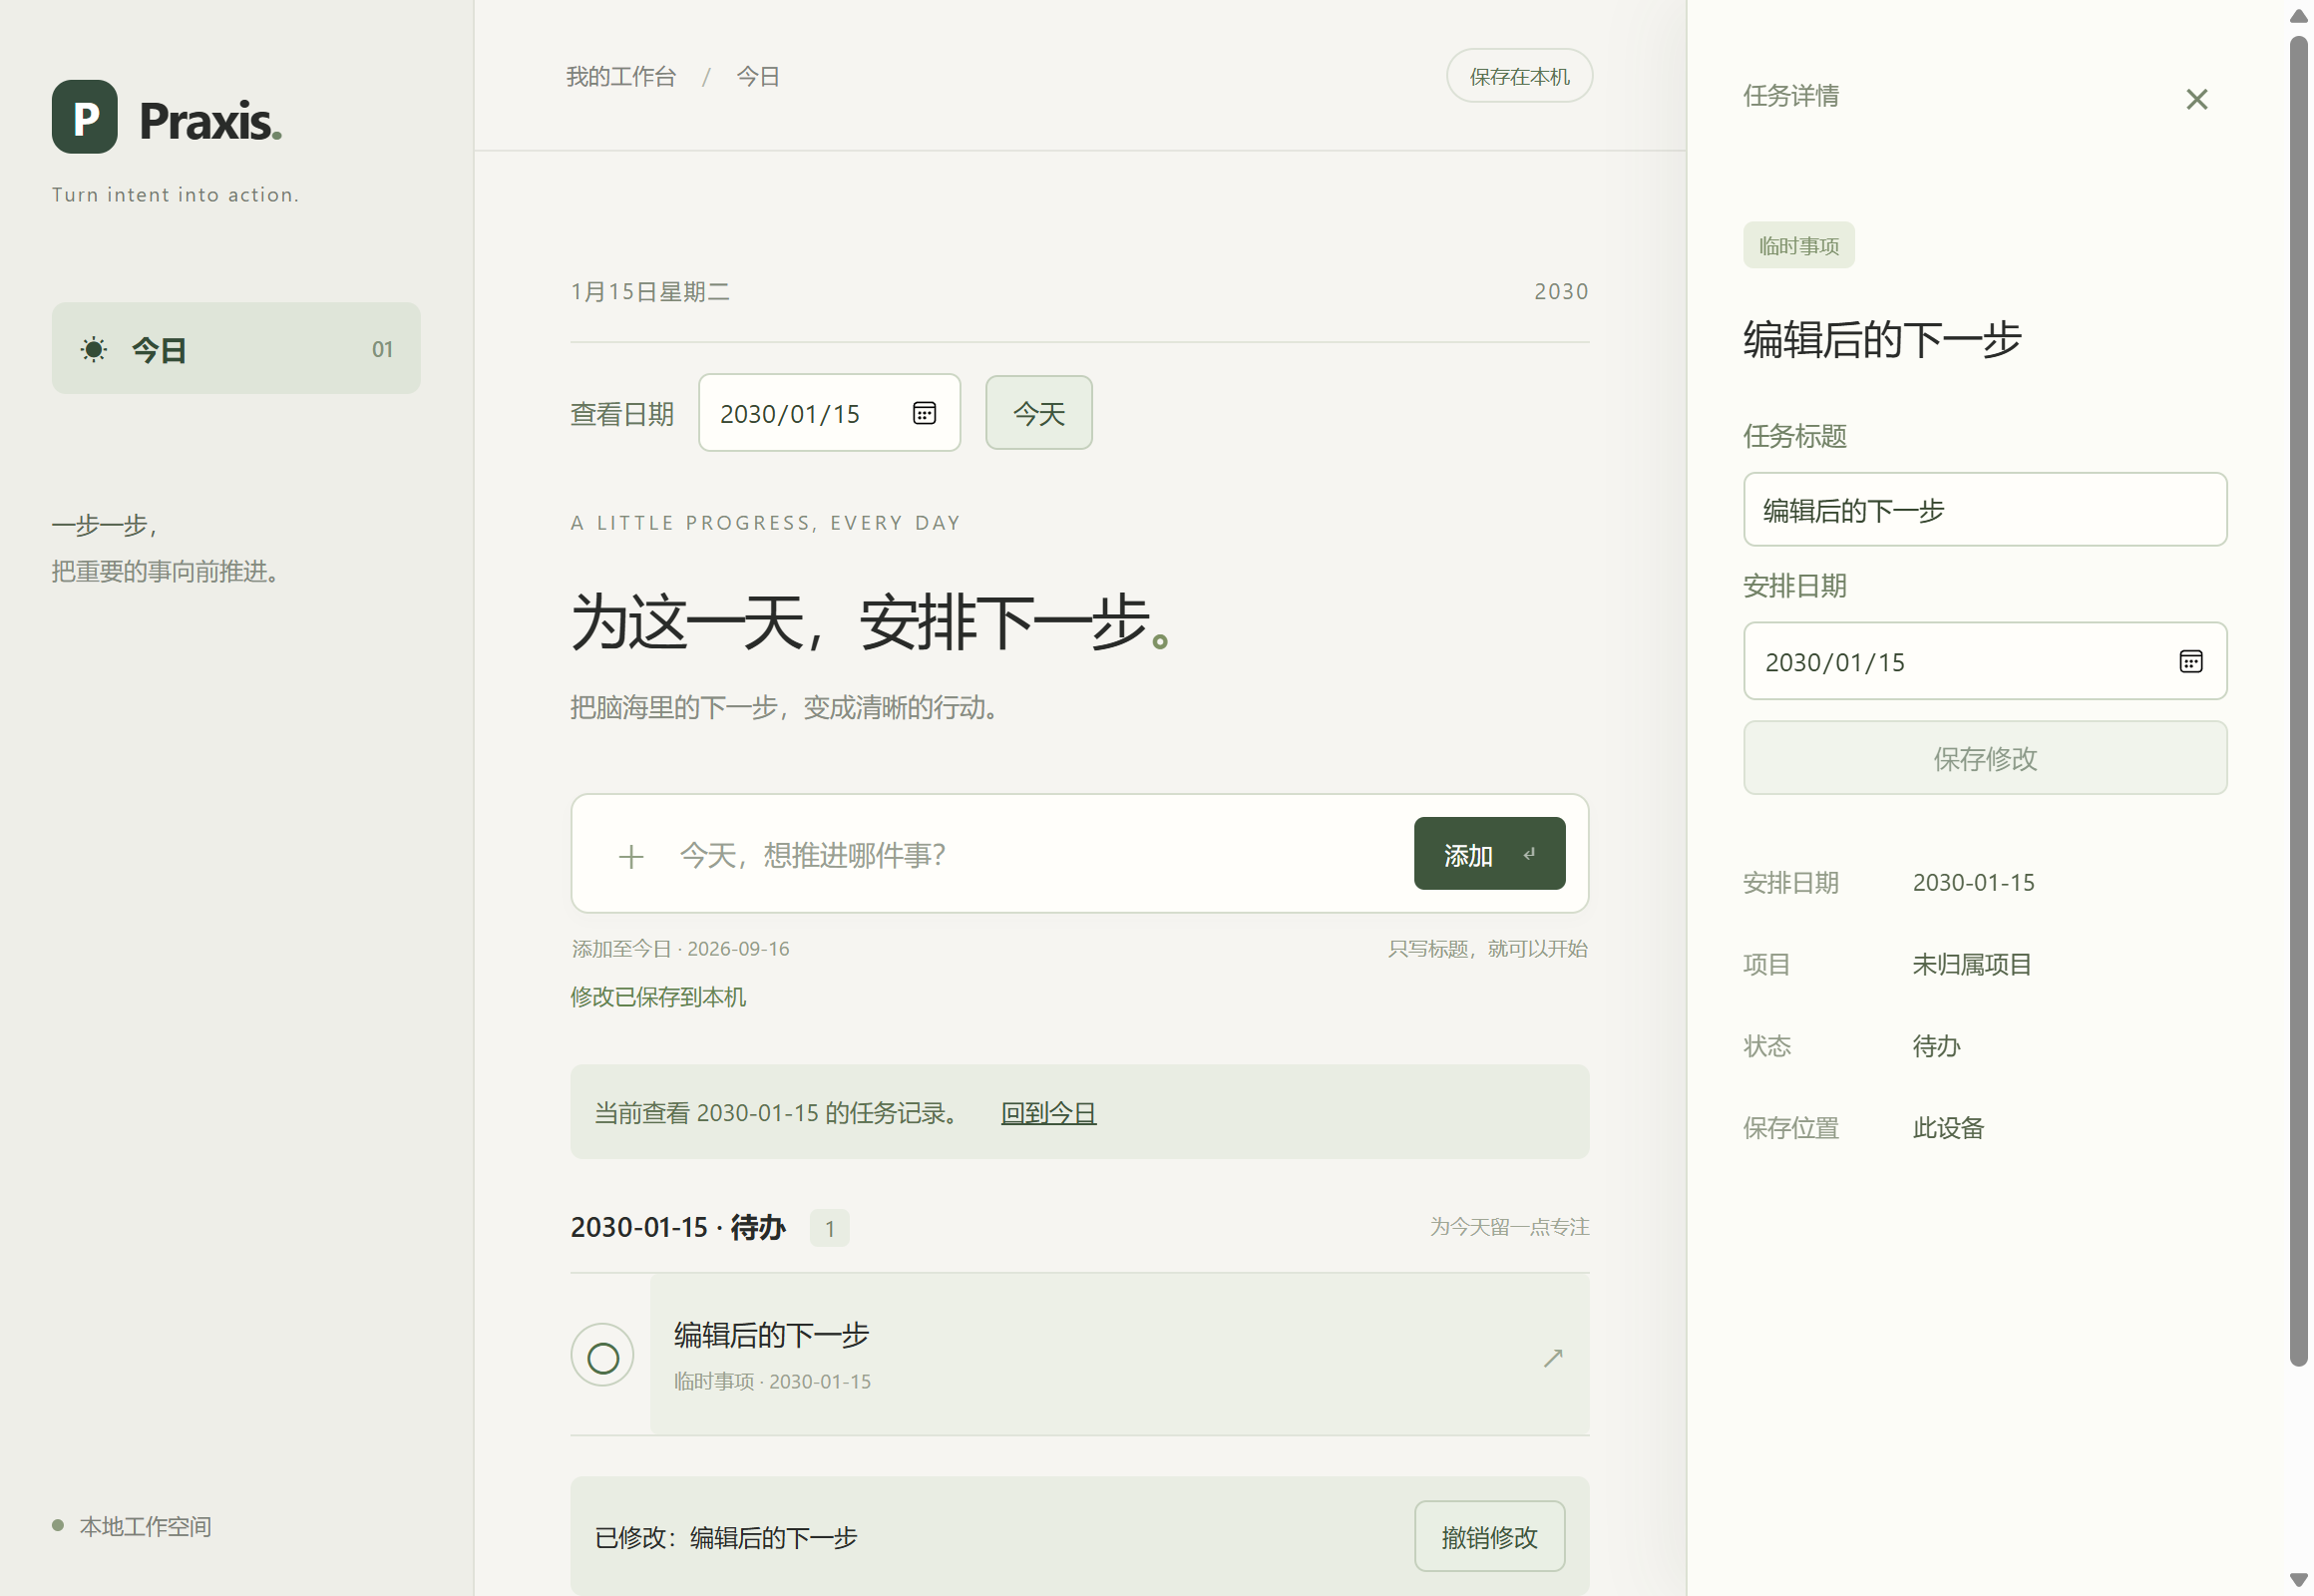 P Praxis.
Turn intent into action.
今日 01
一步一步，
把重要的事向前推进。
本地工作空间
我的工作台 / 今日
保存在本机
1月15日星期二
2030
查看日期 2030/01/15 今天
A LITTLE PROGRESS, EVERY DAY
为这一天，安排下一步。
把脑海里的下一步，变成清晰的行动。
今天，想推进哪件事？
添加
添加至今日 · 2026-09-16
只写标题，就可以开始
修改已保存到本机
当前查看 2030-01-15 的任务记录。 回到今日
2030-01-15 · 待办 1
为今天留一点专注
编辑后的下一步
临时事项 · 2030-01-15
已修改：编辑后的下一步
撤销修改
任务详情
临时事项
编辑后的下一步
任务标题
编辑后的下一步
安排日期
2030/01/15
保存修改
安排日期 2030-01-15
项目 未归属项目
状态 待办
保存位置 此设备